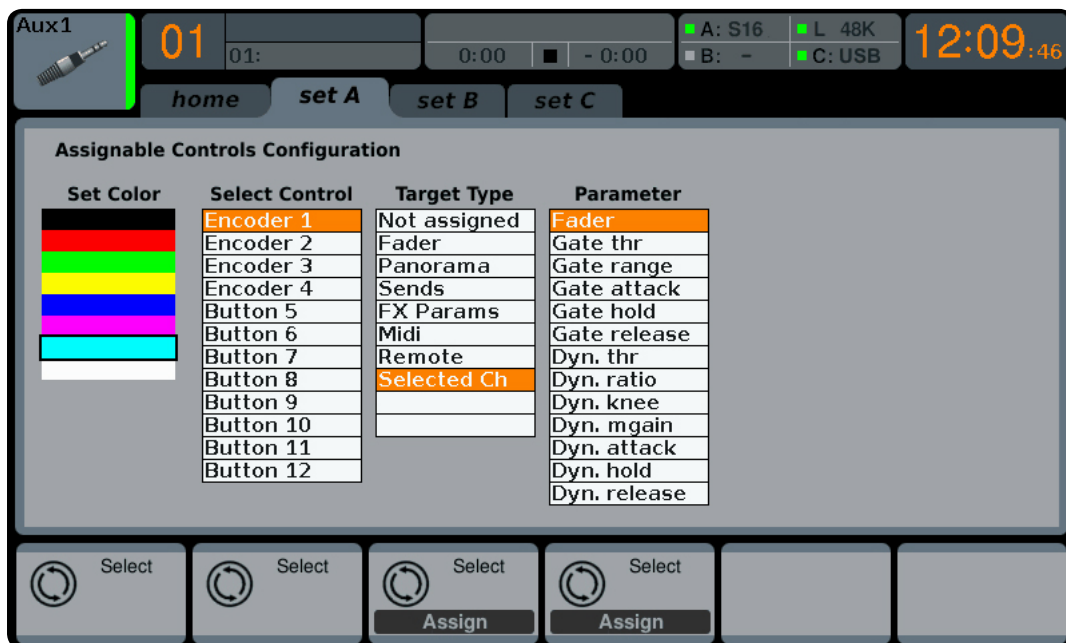 Aux1
01
01:
0:00
- 0:00
A: S16
L 48K
B: -
C: USB
12:09:46
home
set A
set B
set C
Assignable Controls Configuration
Set Color
Select Control
Target Type
Parameter
Encoder 1
Encoder 2
Encoder 3
Encoder 4
Button 5
Button 6
Button 7
Button 8
Button 9
Button 10
Button 11
Button 12
Not assigned
Fader
Panorama
Sends
FX Params
Midi
Remote
Selected Ch
Fader
Gate thr
Gate range
Gate attack
Gate hold
Gate release
Dyn. thr
Dyn. ratio
Dyn. knee
Dyn. mgain
Dyn. attack
Dyn. hold
Dyn. release
Select
Select
Select
Assign
Select
Assign